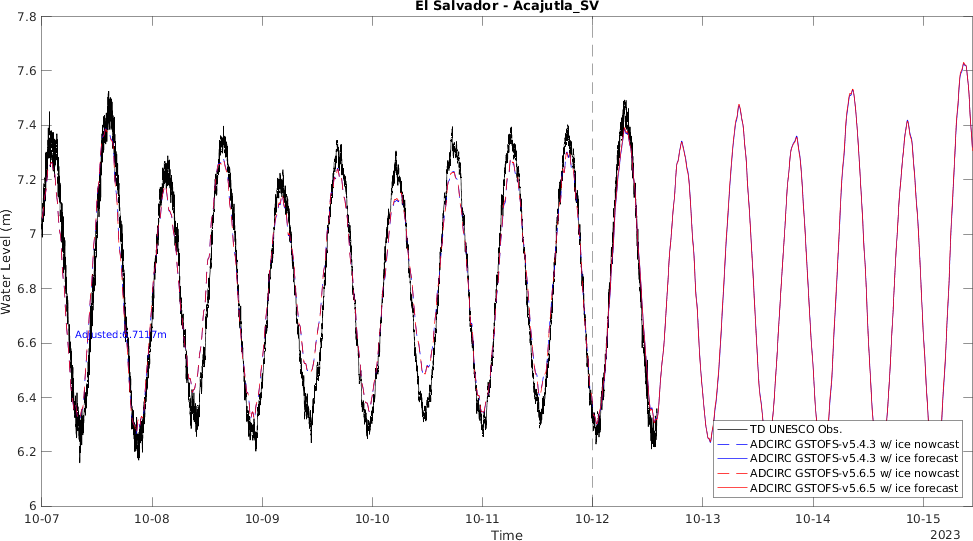 El Salvador - Acajutla_SV
7.8
7.6
7.4
7.2
7
6.8
6.6
6.4
6.2
6
Water Level (m)
Adjusted:6.7117m
TD UNESCO Obs.
ADCIRC GSTOFS-v5.4.3 w/ ice nowcast
ADCIRC GSTOFS-v5.4.3 w/ ice forecast
ADCIRC GSTOFS-v5.6.5 w/ ice nowcast
ADCIRC GSTOFS-v5.6.5 w/ ice forecast
10-07 10-08 10-09 10-10 10-11 10-12 10-13 10-14 10-15
Time
2023